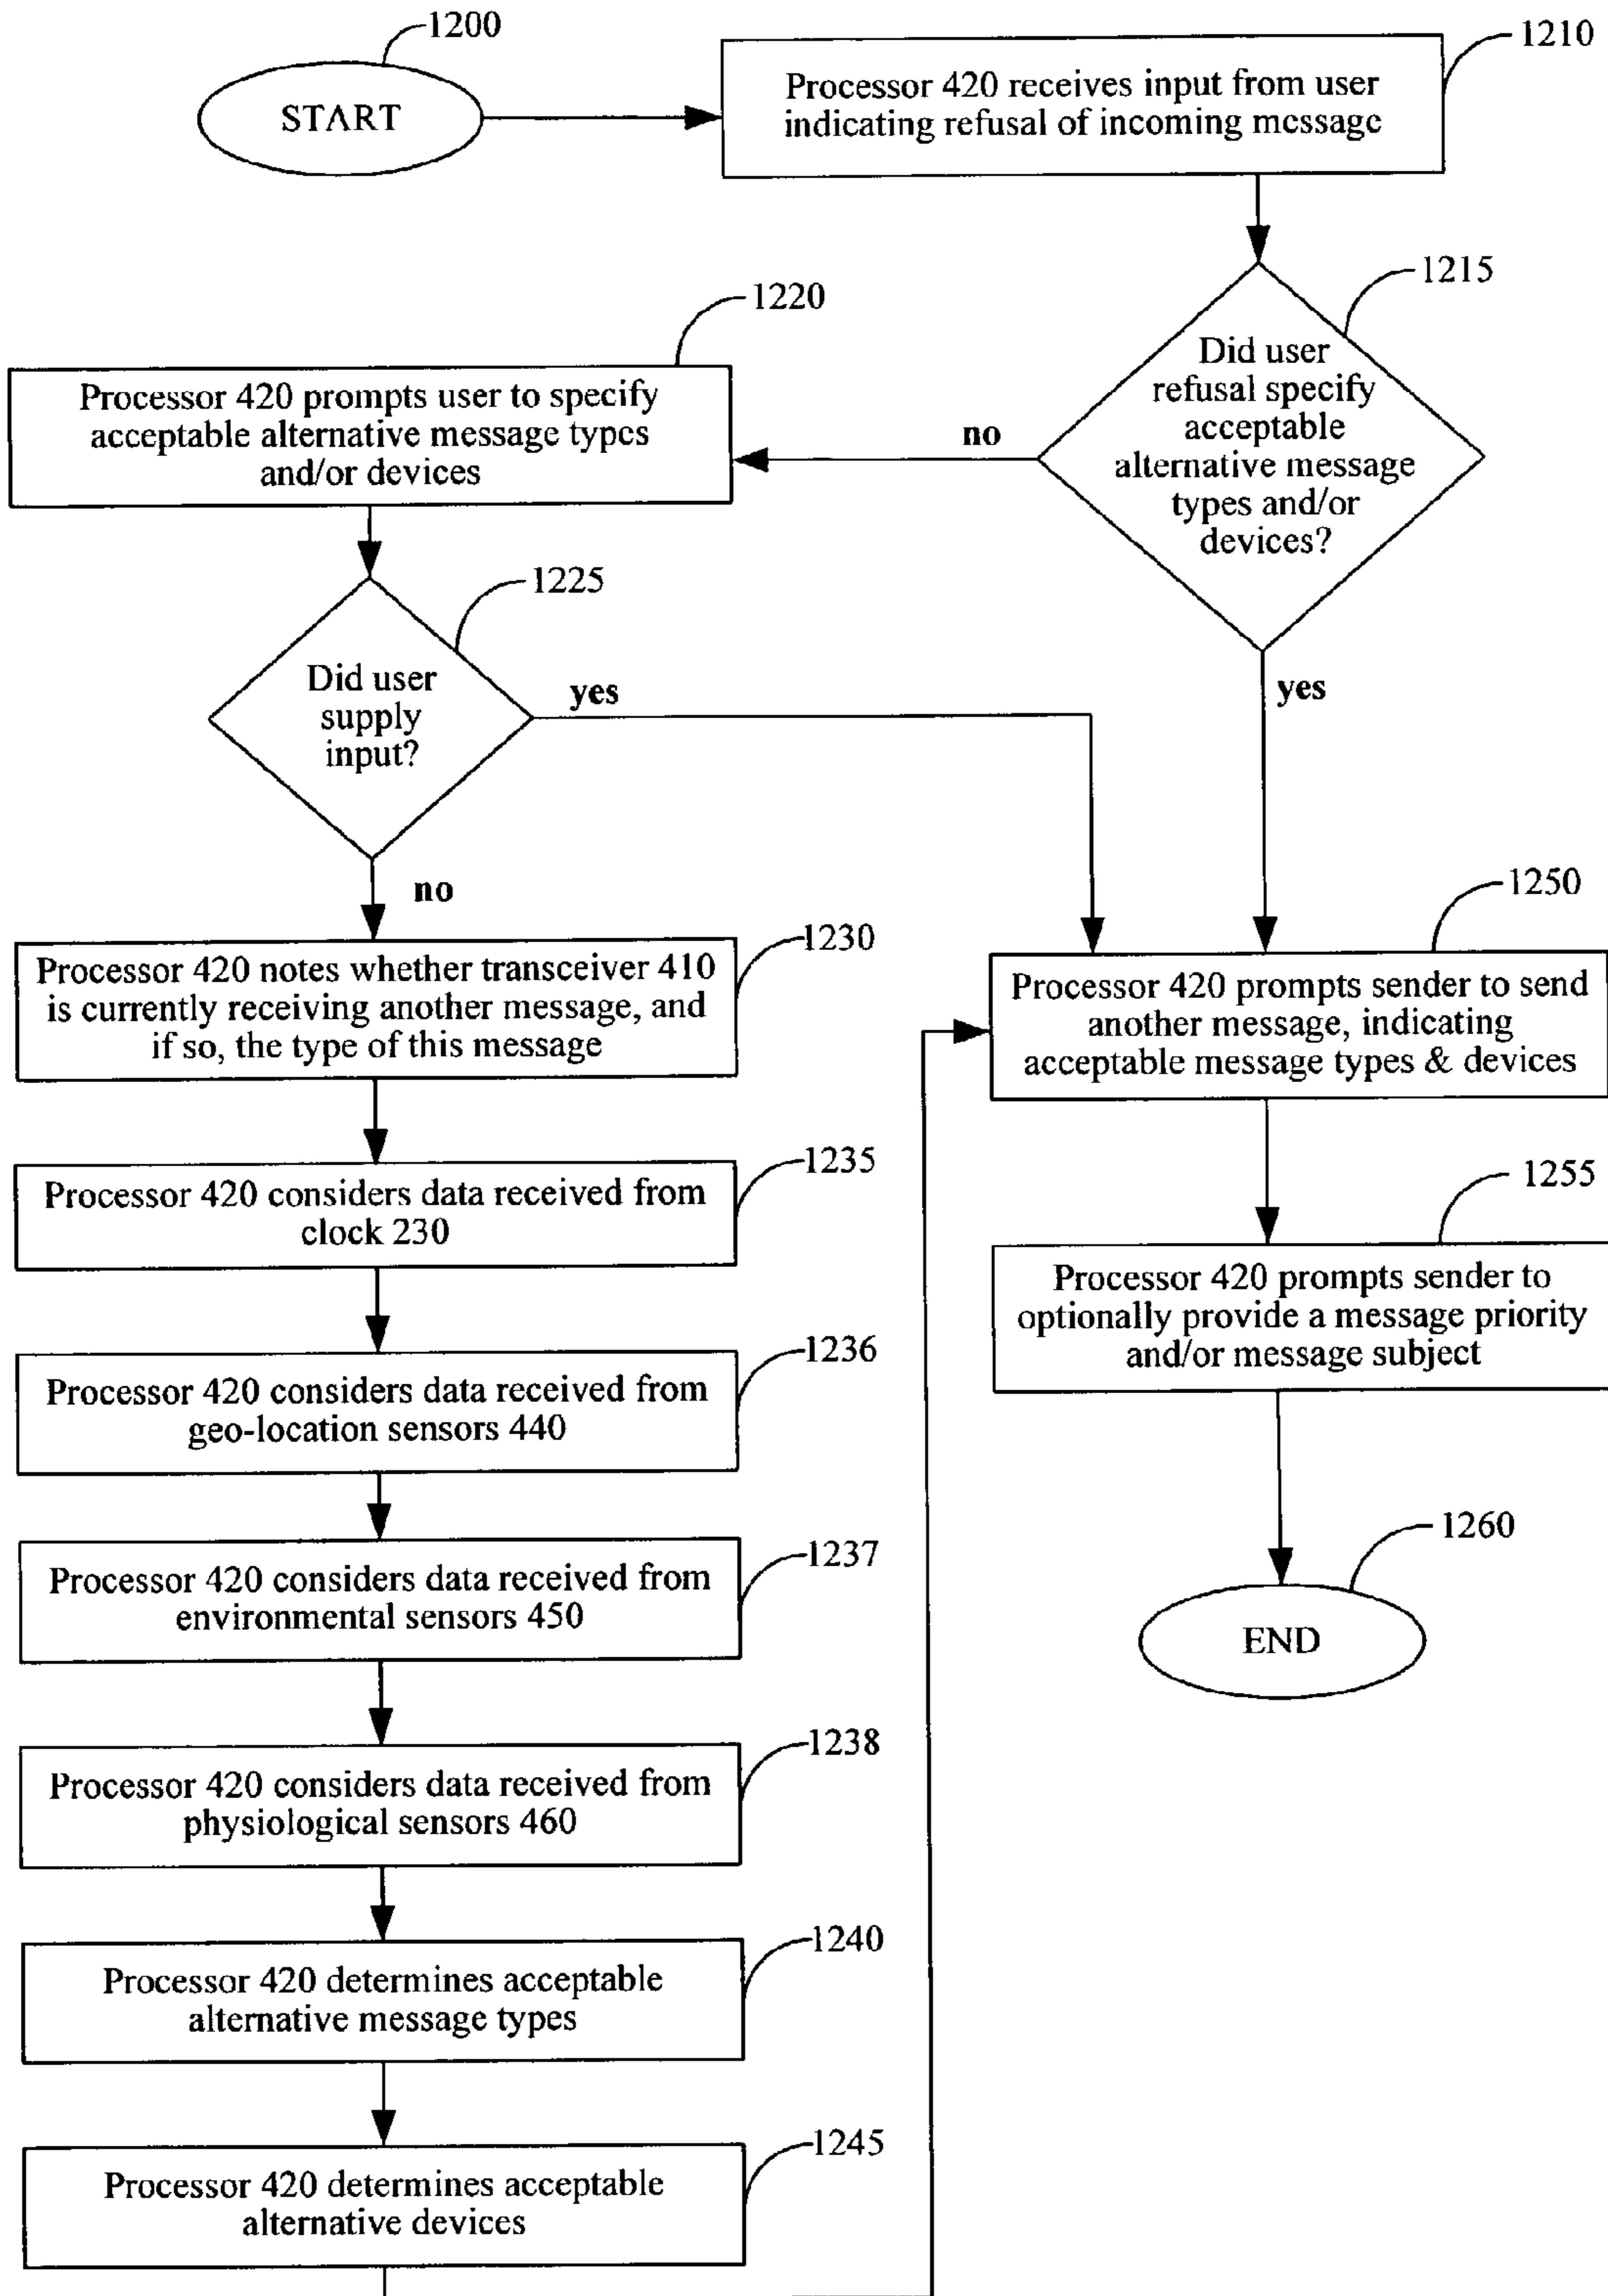 1200
START
1210
Processor 420 receives input from user
indicating refusal of incoming message
1215
Did user
refusal specify
acceptable
alternative message
types and/or
devices?
no
yes
1220
Processor 420 prompts user to specify
acceptable alternative message types
and/or devices
1225
Did user
supply
input?
yes
no
1230
Processor 420 notes whether transceiver 410
is currently receiving another message, and
if so, the type of this message
1235
Processor 420 considers data received from
clock 230
1236
Processor 420 considers data received from
geo-location sensors 440
1237
Processor 420 considers data received from
environmental sensors 450
1238
Processor 420 considers data received from
physiological sensors 460
1240
Processor 420 determines acceptable
alternative message types
1245
Processor 420 determines acceptable
alternative devices
1250
Processor 420 prompts sender to send
another message, indicating
acceptable message types & devices
1255
Processor 420 prompts sender to
optionally provide a message priority
and/or message subject
1260
END